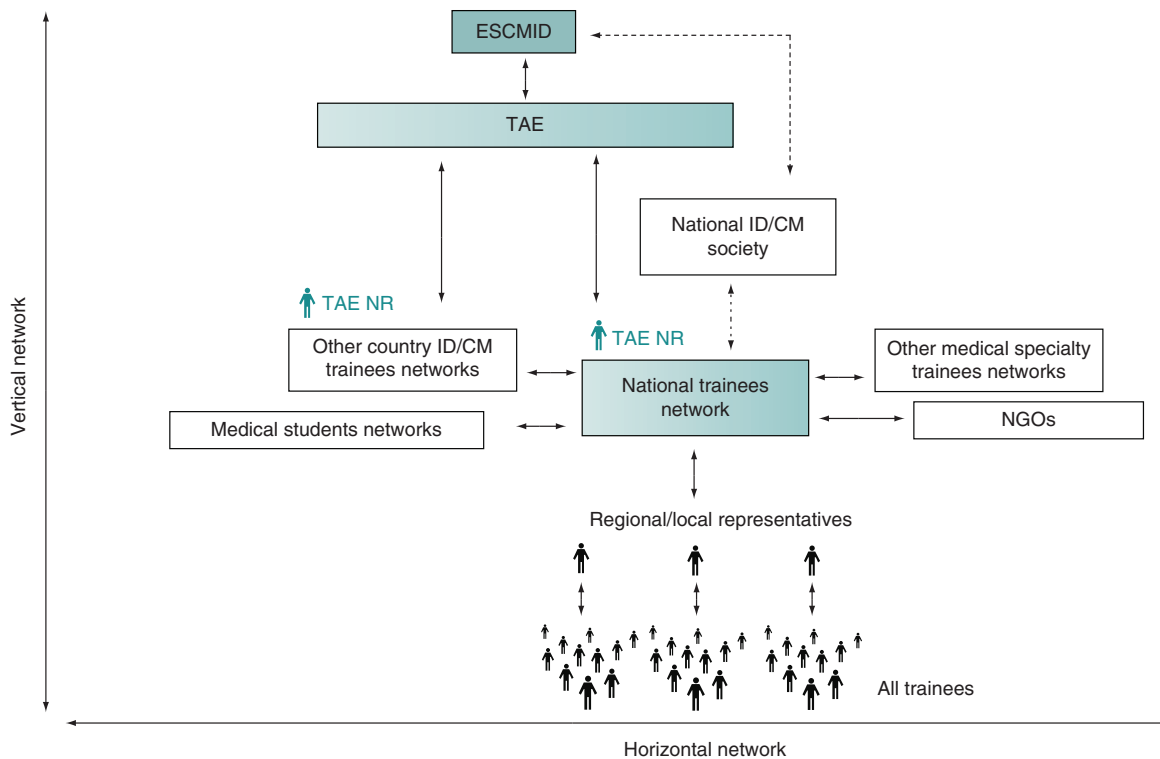 ESCMID
TAE
National ID/CM
society
TAE NR
TAE NR
Other country ID/CM
trainees networks
National trainees
network
Other medical specialty
trainees networks
Medical students networks
NGOs
Regional/local representatives
All trainees
Vertical network
Horizontal network